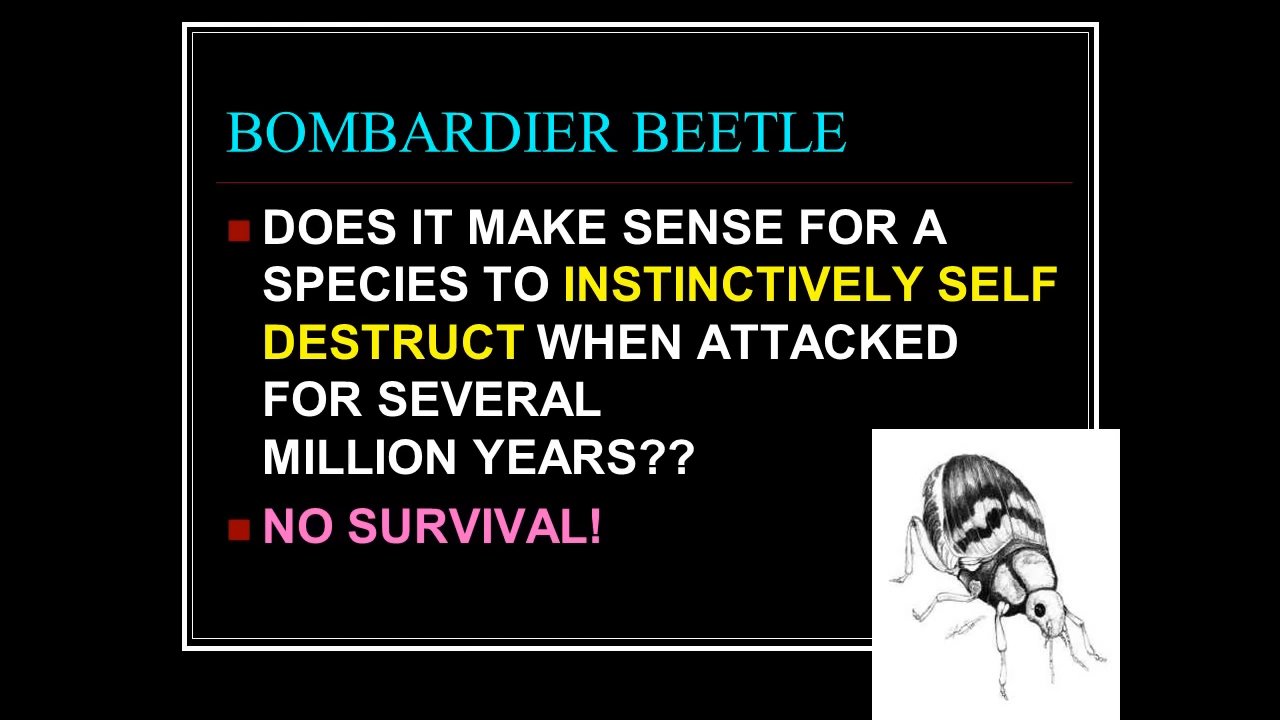 BOMBARDIER BEETLE
DOES IT MAKE SENSE FOR A
SPECIES TO INSTINCTIVELY SELF
DESTRUCT WHEN ATTACKED
FOR SEVERAL
MILLION YEARS??
NO SURVIVAL!